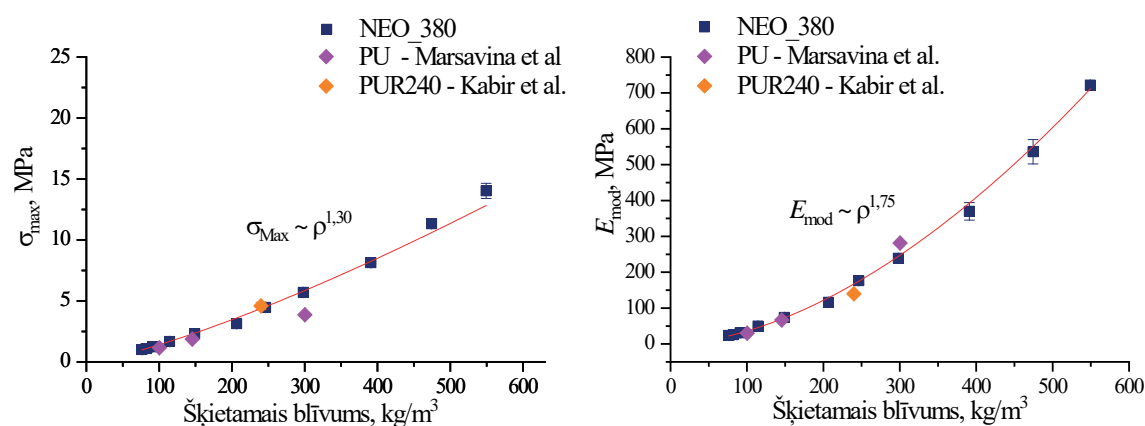 NEO_380
PU - Marsavina et al
PUR240 - Kabir et al.
25
20
15
10
5
0
σmax, MPa
σMax ~ ρ1,30
0 100 200 300 400 500 600
Šķietamais blīvums, kg/m3
NEO_380
PU - Marsavina et al.
PUR240 - Kabir et al.
800
700
600
500
400
300
200
100
0
Emod, MPa
Emod ~ ρ1,75
0 100 200 300 400 500 600
Šķietamais blīvums, kg/m3